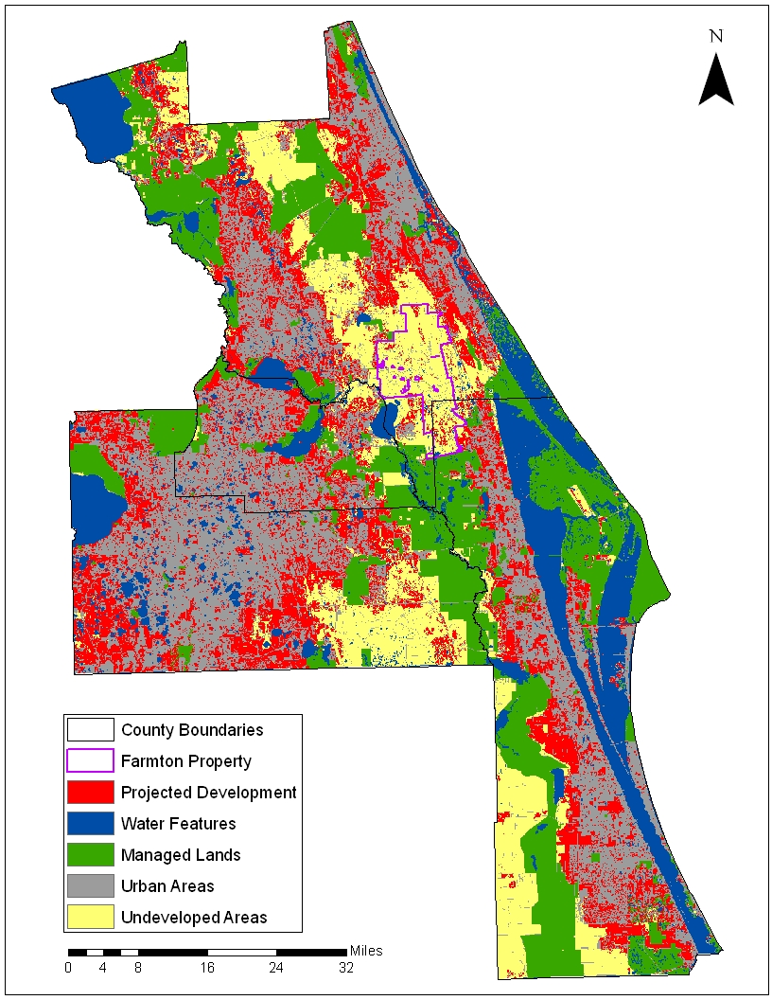 N
County Boundaries
Farmton Property
Projected Development
Water Features
Managed Lands
Urban Areas
Undeveloped Areas
Miles
0 4 8 16 24 32